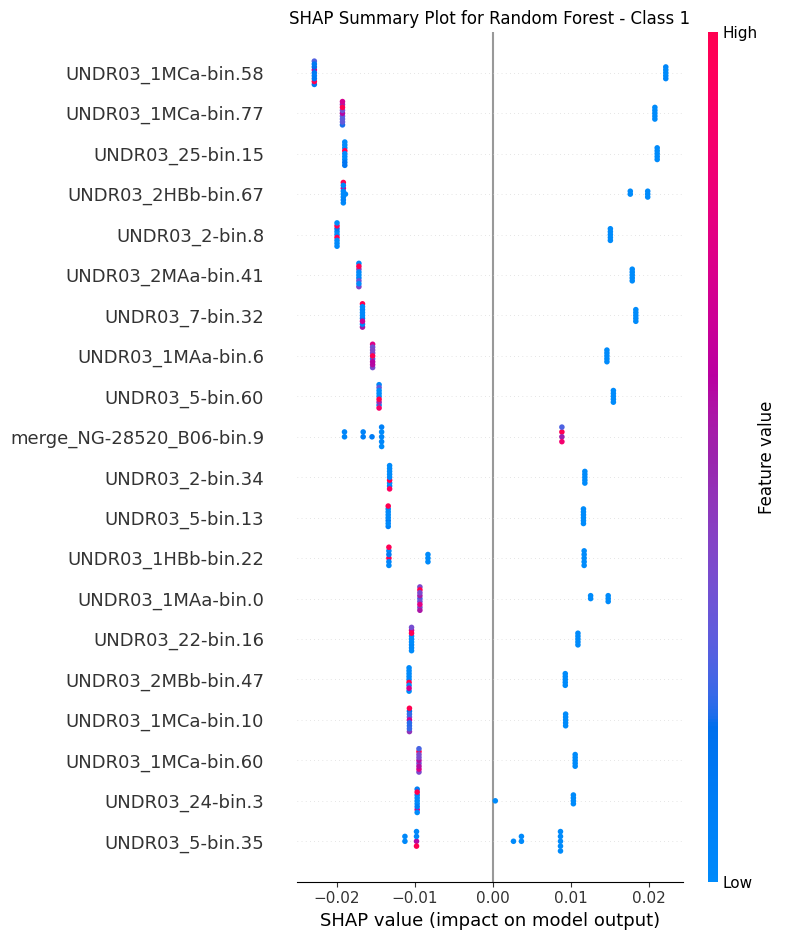 SHAP Summary Plot for Random Forest - Class 1
High
UNDR03_1MCa-bin.58
UNDR03_1MCa-bin.77
UNDR03_25-bin.15
UNDR03_2HBb-bin.67
UNDR03_2-bin.8
UNDR03_2MAa-bin.41
UNDR03_7-bin.32
UNDR03_1MAa-bin.6
UNDR03_5-bin.60
merge_NG-28520_B06-bin.9
UNDR03_2-bin.34
UNDR03_5-bin.13
UNDR03_1HBb-bin.22
UNDR03_1MAa-bin.0
UNDR03_22-bin.16
UNDR03_2MBb-bin.47
UNDR03_1MCa-bin.10
UNDR03_1MCa-bin.60
UNDR03_24-bin.3
UNDR03_5-bin.35
Feature value
Low
−0.02 −0.01 0.00 0.01 0.02
SHAP value (impact on model output)